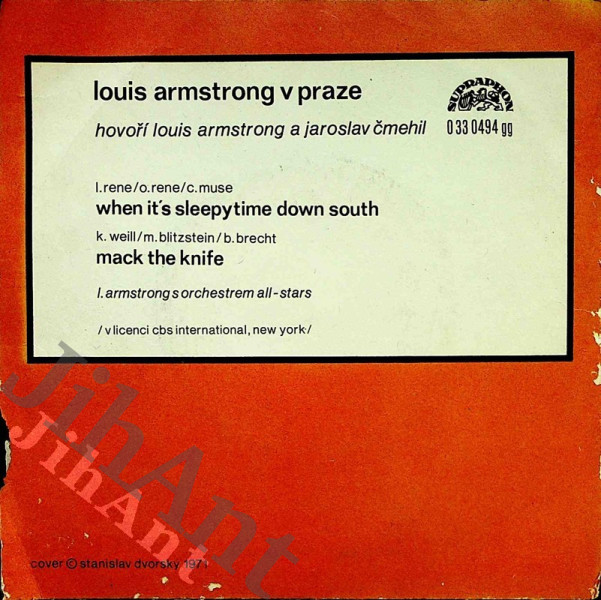 louis armstrong v praze
SUPRAPHON
hovoří louis armstrong a jaroslav čmehil
0 33 0494 gg
l. rene/o. rene/c. muse
when it's sleepytime down south
k. weill/m. blitzstein/b. brecht
mack the knife
l. armstrong s orchestrem all-stars
/v licenci cbs international, new york/
JihAnt
JihAnt
cover © stanislav dvorský 1971